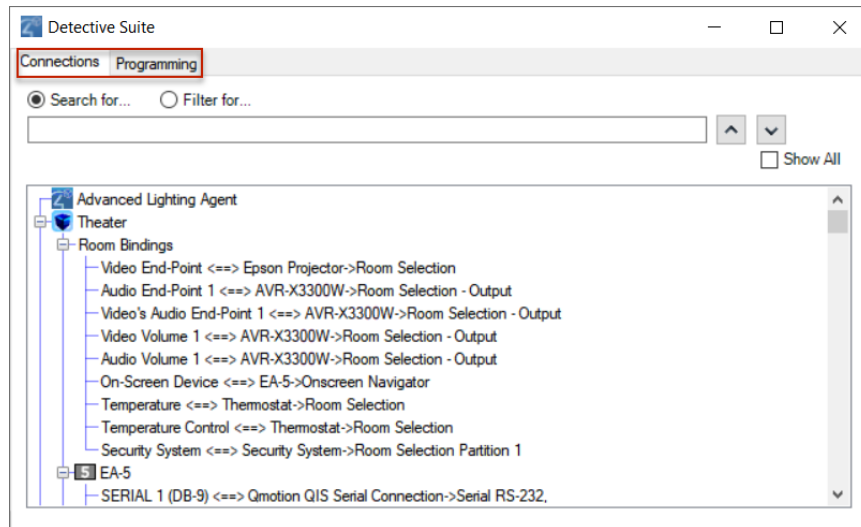 Detective Suite
Connections Programming
Search for... Filter for...
Show All
Advanced Lighting Agent
Theater
Room Bindings
Video End-Point <==> Epson Projector->Room Selection
Audio End-Point 1 <==> AVR-X3300W->Room Selection - Output
Video's Audio End-Point 1 <==> AVR-X3300W->Room Selection - Output
Video Volume 1 <==> AVR-X3300W->Room Selection - Output
Audio Volume 1 <==> AVR-X3300W->Room Selection - Output
On-Screen Device <==> EA-5->Onscreen Navigator
Temperature <==> Thermostat->Room Selection
Temperature Control <==> Thermostat->Room Selection
Security System <==> Security System->Room Selection Partition 1
5 EA-5
SERIAL 1 (DB-9) <==> Qmotion QIS Serial Connection->Serial RS-232,